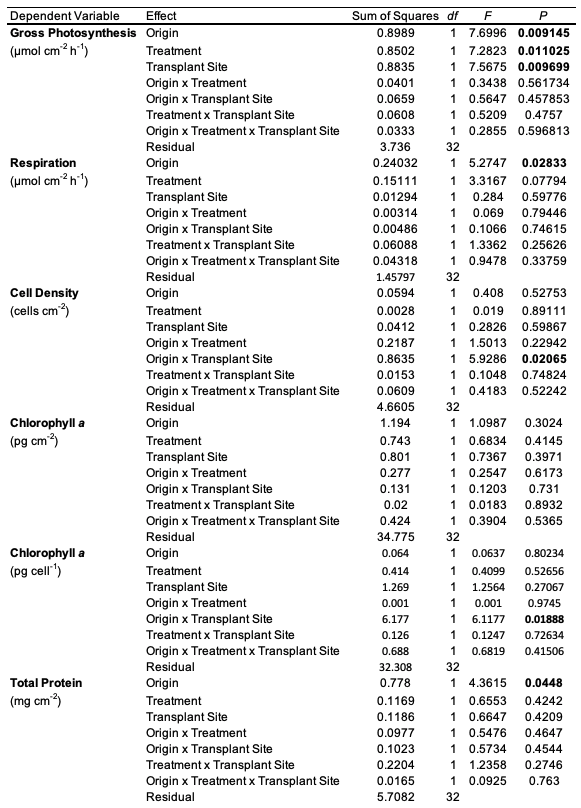 Dependent Variable Effect Sum of Squares df F P
Gross Photosynthesis Origin 0.8989 1 7.6996 0.009145
(µmol cm⁻² h⁻¹) Treatment 0.8502 1 7.2823 0.011025
Transplant Site 0.8835 1 7.5675 0.009699
Origin x Treatment 0.0401 1 0.3438 0.561734
Origin x Transplant Site 0.0659 1 0.5647 0.457853
Treatment x Transplant Site 0.0608 1 0.5209 0.4757
Origin x Treatment x Transplant Site 0.0333 1 0.2855 0.596813
Residual 3.736 32
Respiration Origin 0.24032 1 5.2747 0.02833
(µmol cm⁻² h⁻¹) Treatment 0.15111 1 3.3167 0.07794
Transplant Site 0.01294 1 0.284 0.59776
Origin x Treatment 0.00314 1 0.069 0.79446
Origin x Transplant Site 0.00486 1 0.1066 0.74615
Treatment x Transplant Site 0.06088 1 1.3362 0.25626
Origin x Treatment x Transplant Site 0.04318 1 0.9478 0.33759
Residual 1.45797 32
Cell Density Origin 0.0594 1 0.408 0.52753
(cells cm⁻²) Treatment 0.0028 1 0.019 0.89111
Transplant Site 0.0412 1 0.2826 0.59867
Origin x Treatment 0.2187 1 1.5013 0.22942
Origin x Transplant Site 0.8635 1 5.9286 0.02065
Treatment x Transplant Site 0.0153 1 0.1048 0.74824
Origin x Treatment x Transplant Site 0.0609 1 0.4183 0.52242
Residual 4.6605 32
Chlorophyll a Origin 1.194 1 1.0987 0.3024
(pg cm⁻²) Treatment 0.743 1 0.6834 0.4145
Transplant Site 0.801 1 0.7367 0.3971
Origin x Treatment 0.277 1 0.2547 0.6173
Origin x Transplant Site 0.131 1 0.1203 0.731
Treatment x Transplant Site 0.02 1 0.0183 0.8932
Origin x Treatment x Transplant Site 0.424 1 0.3904 0.5365
Residual 34.775 32
Chlorophyll a Origin 0.064 1 0.0637 0.80234
(pg cell⁻¹) Treatment 0.414 1 0.4099 0.52656
Transplant Site 1.269 1 1.2564 0.27067
Origin x Treatment 0.001 1 0.001 0.9745
Origin x Transplant Site 6.177 1 6.1177 0.01888
Treatment x Transplant Site 0.126 1 0.1247 0.72634
Origin x Treatment x Transplant Site 0.688 1 0.6819 0.41506
Residual 32.308 32
Total Protein Origin 0.778 1 4.3615 0.0448
(mg cm⁻²) Treatment 0.1169 1 0.6553 0.4242
Transplant Site 0.1186 1 0.6647 0.4209
Origin x Treatment 0.0977 1 0.5476 0.4647
Origin x Transplant Site 0.1023 1 0.5734 0.4544
Treatment x Transplant Site 0.2204 1 1.2358 0.2746
Origin x Treatment x Transplant Site 0.0165 1 0.0925 0.763
Residual 5.7082 32